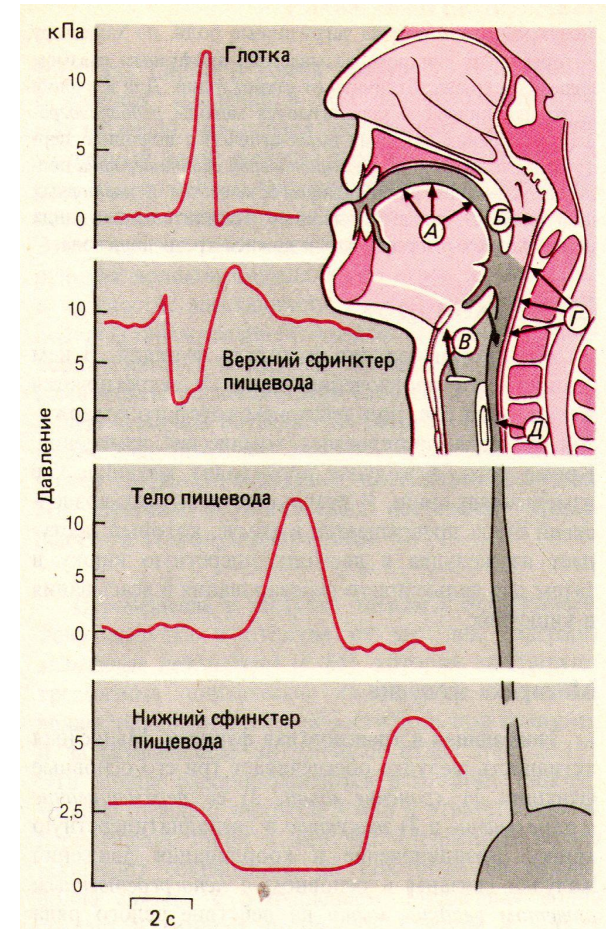 кПа
Глотка
10
5
0
А
Б
В
Г
Д
10
5
0
Верхний сфинктер
пищевода
Давление
Тело пищевода
10
5
0
Нижний сфинктер
пищевода
5
2,5
0
2 с